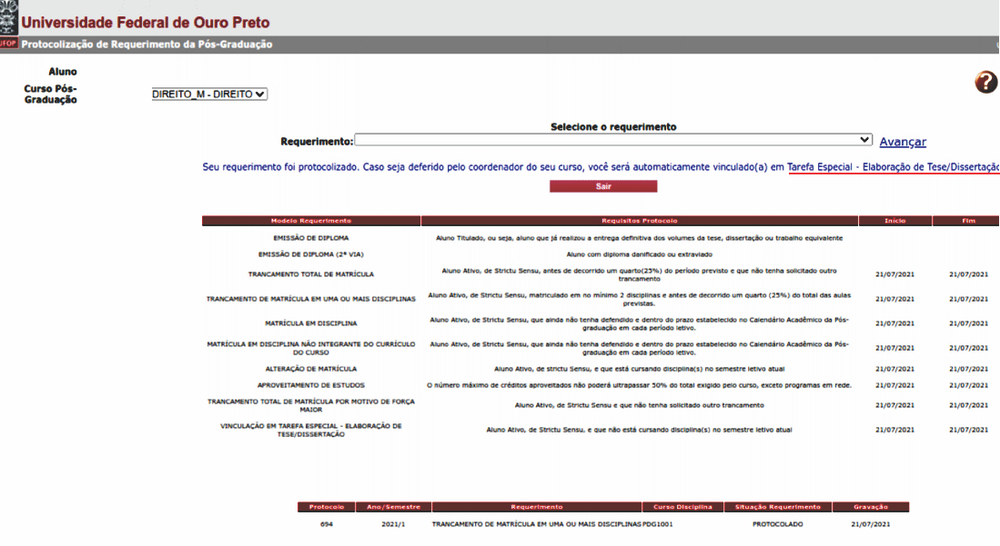 Universidade Federal de Ouro Preto
UFOP Protocolização de Requerimento da Pós-Graduação
Aluno
Curso Pós-
Graduação
DIREITO_M - DIREITO
?
Selecione o requerimento
Requerimento: Avançar
Seu requerimento foi protocolizado. Caso seja deferido pelo coordenador do seu curso, você será automaticamente vinculado(a) em Tarefa Especial - Elaboração de Tese/Dissertação
Sair
Modelo Requerimento Requisitos Protocolo Início Fim
EMISSÃO DE DIPLOMA Aluno Titulado, ou seja, aluno que já realizou a entrega definitiva dos volumes da tese, dissertação ou trabalho equivalente
EMISSÃO DE DIPLOMA (2ª VIA) Aluno com diploma danificado ou extraviado
TRANCAMENTO TOTAL DE MATRÍCULA Aluno Ativo, de Strictu Sensu, antes de decorrido um quarto(25%) do período previsto e que não tenha solicitado outro
trancamento 21/07/2021 21/07/2021
TRANCAMENTO DE MATRÍCULA EM UMA OU MAIS DISCIPLINAS Aluno Ativo, de Strictu Sensu, matriculado em no mínimo 2 disciplinas e antes de decorrido um quarto (25%) do total das aulas
previstas. 21/07/2021 21/07/2021
MATRÍCULA EM DISCIPLINA Aluno Ativo, de Strictu Sensu, que ainda não tenha defendido e dentro do prazo estabelecido no Calendário Acadêmico da Pós-
graduação em cada período letivo. 21/07/2021 21/07/2021
MATRÍCULA EM DISCIPLINA NÃO INTEGRANTE DO CURRÍCULO
DO CURSO Aluno Ativo, de Strictu Sensu, que ainda não tenha defendido e dentro do prazo estabelecido no Calendário Acadêmico da Pós-
graduação em cada período letivo. 21/07/2021 21/07/2021
ALTERAÇÃO DE MATRÍCULA Aluno Ativo, de strictu Sensu, e que está cursando disciplina(s) no semestre letivo atual 21/07/2021 21/07/2021
APROVEITAMENTO DE ESTUDOS O número máximo de créditos aproveitados não poderá ultrapassar 50% do total exigido pelo curso, exceto programas em rede. 21/07/2021 21/07/2021
TRANCAMENTO TOTAL DE MATRÍCULA POR MOTIVO DE FORÇA
MAIOR Aluno Ativo, de Strictu Sensu e que não tenha solicitado outro trancamento 21/07/2021 21/07/2021
VINCULAÇÃO EM TAREFA ESPECIAL - ELABORAÇÃO DE
TESE/DISSERTAÇÃO Aluno Ativo, de Strictu Sensu, e que não está cursando disciplina(s) no semestre letivo atual 21/07/2021 21/07/2021
Protocolo Ano/Semestre Requerimento Curso Disciplina Situação Requerimento Gravação
694 2021/1 TRANCAMENTO DE MATRÍCULA EM UMA OU MAIS DISCIPLINAS PDG1001 PROTOCOLADO 21/07/2021